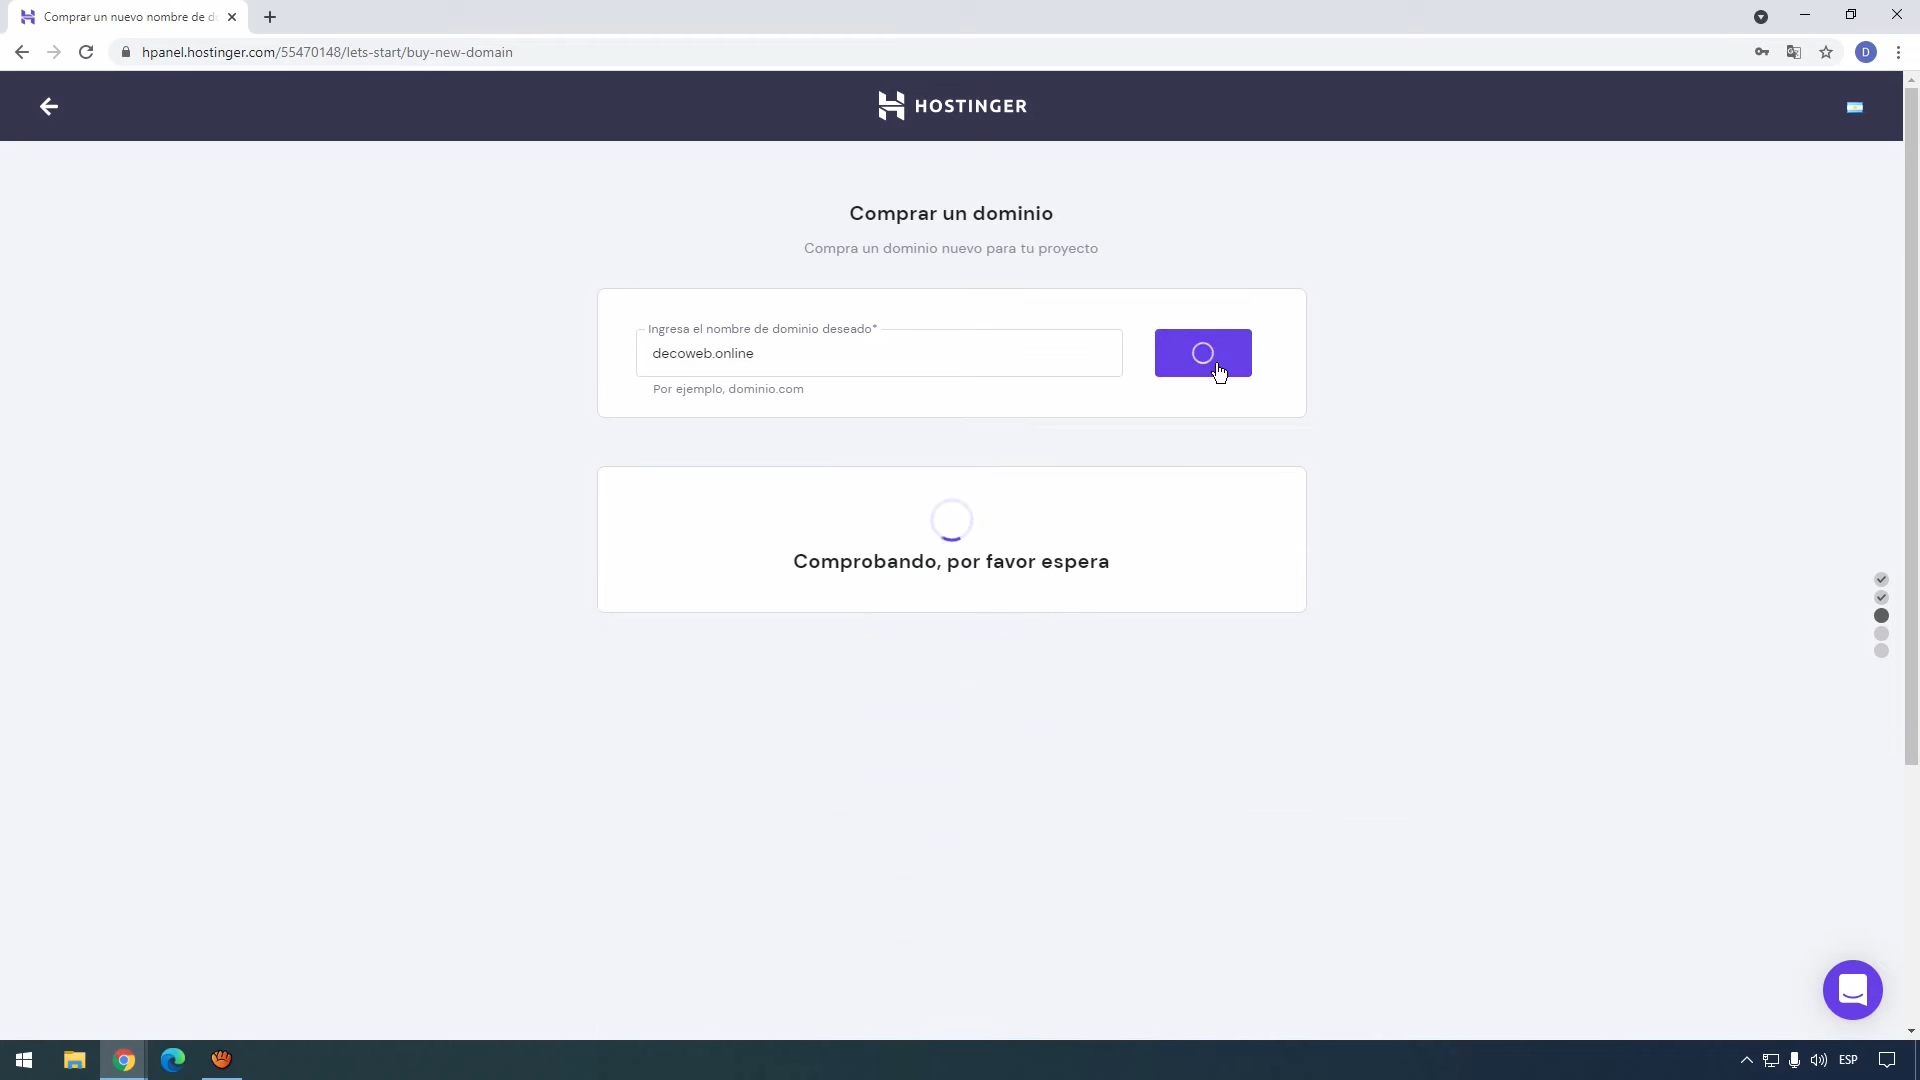 Comprar un nuevo nombre de d
hpanel.hostinger.com/55470148/lets-start/buy-new-domain
D
HOSTINGER
Comprar un dominio
Compra un dominio nuevo para tu proyecto
Ingresa el nombre de dominio deseado*
decoweb.online
Por ejemplo, dominio.com
Comprobando, por favor espera
ESP